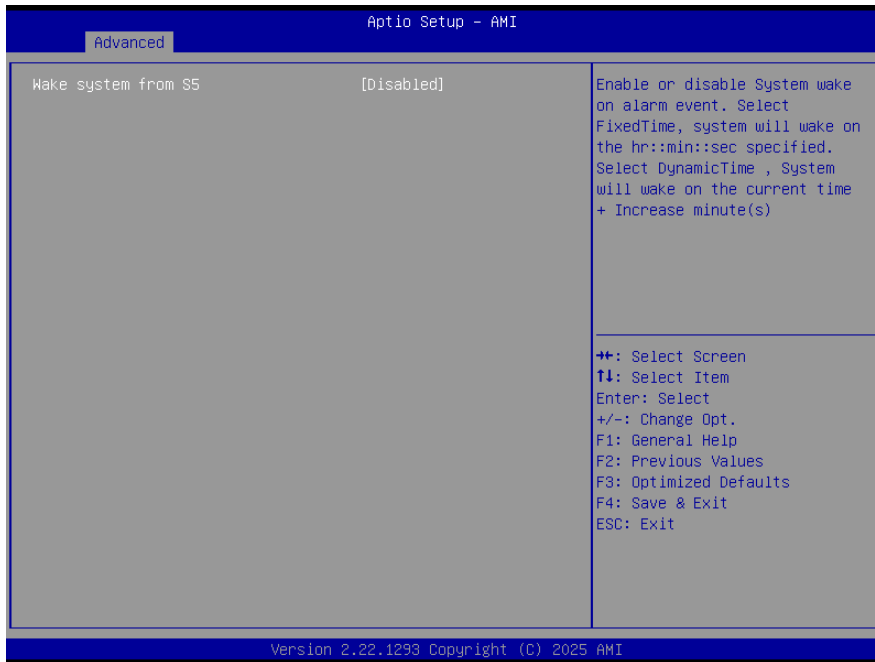 Aptio Setup - AMI
Advanced
Wake system from S5 [Disabled]
Enable or disable System wake
on alarm event. Select
FixedTime, system will wake on
the hr::min::sec specified.
Select DynamicTime , System
will wake on the current time
+ Increase minute(s)
→←: Select Screen
↑↓: Select Item
Enter: Select
+/-: Change Opt.
F1: General Help
F2: Previous Values
F3: Optimized Defaults
F4: Save & Exit
ESC: Exit
Version 2.22.1293 Copyright (C) 2025 AMI